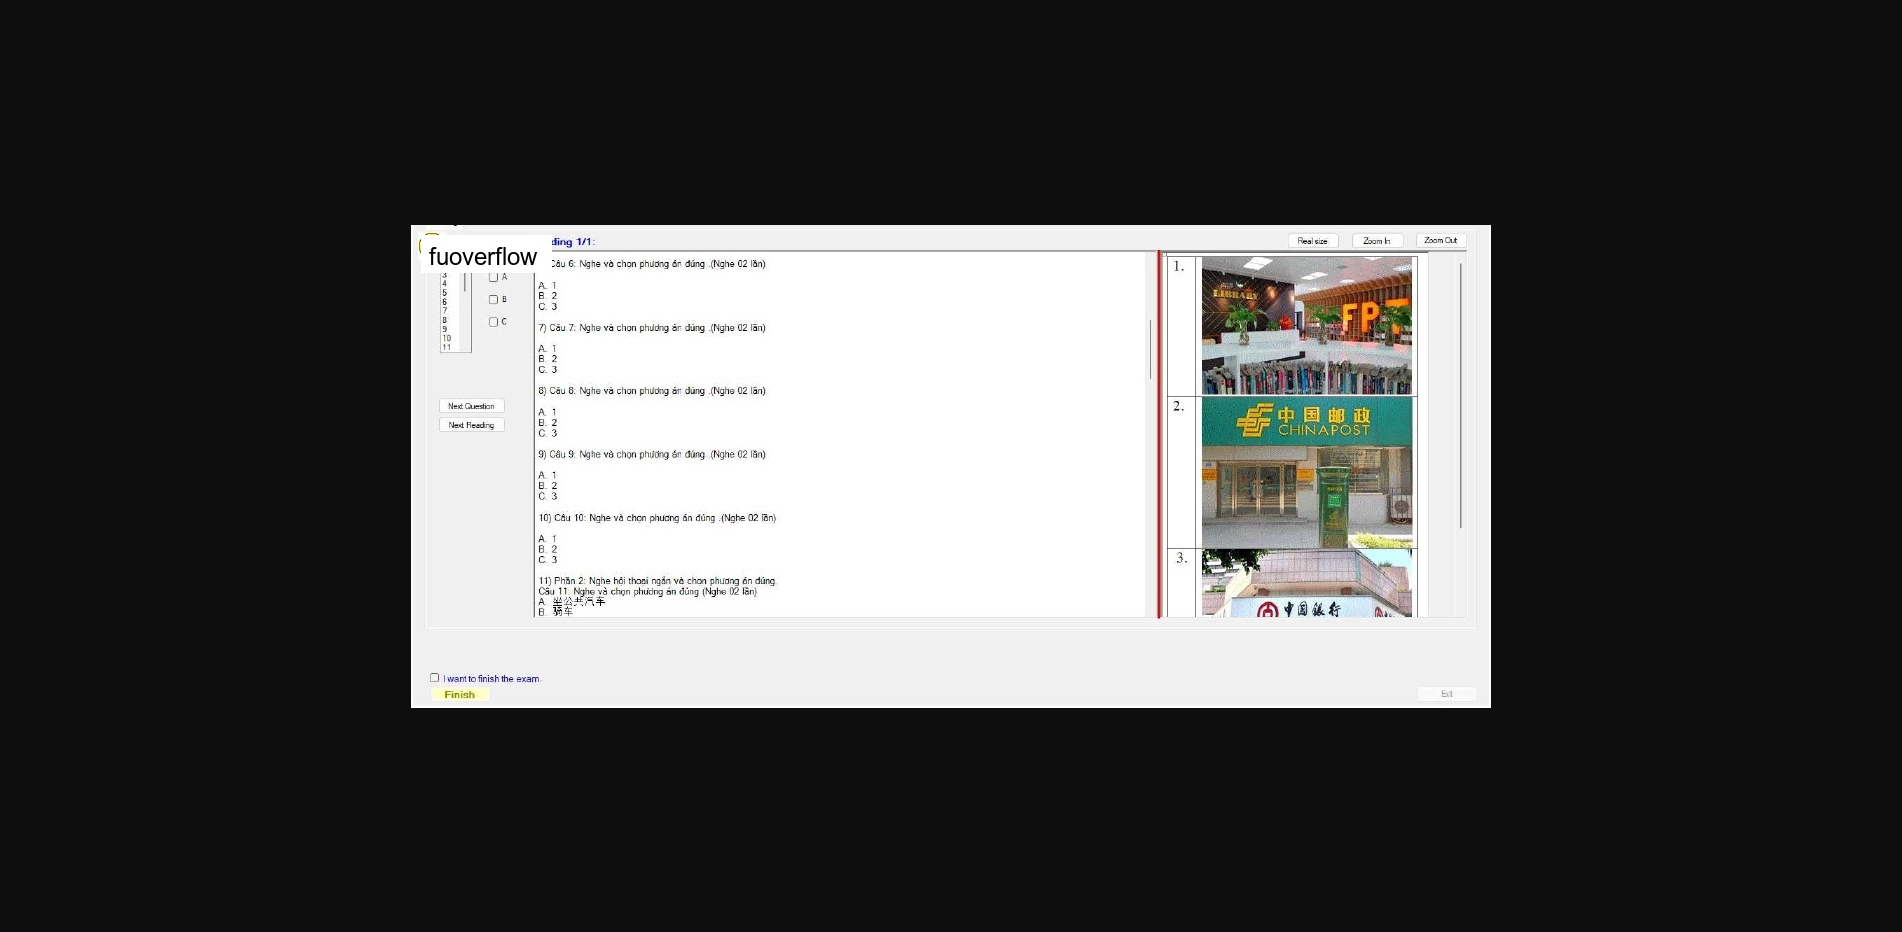 ding 1/1:
Real size
Zoom In
Zoom Out
fuoverflow
3
4
5
6
7
8
9
10
11
A
B
C
Next Question
Next Reading
Câu 6: Nghe và chọn phương án đúng .(Nghe 02 lần)
A. 1
B. 2
C. 3
7) Câu 7: Nghe và chọn phương án đúng .(Nghe 02 lần)
A. 1
B. 2
C. 3
8) Câu 8: Nghe và chọn phương án đúng .(Nghe 02 lần)
A. 1
B. 2
C. 3
9) Câu 9: Nghe và chọn phương án đúng .(Nghe 02 lần)
A. 1
B. 2
C. 3
10) Câu 10: Nghe và chọn phương án đúng .(Nghe 02 lần)
A. 1
B. 2
C. 3
11) Phần 2: Nghe hội thoại ngắn và chọn phương án đúng.
Câu 11: Nghe và chọn phương án đúng (Nghe 02 lần)
A. 坐公共汽车
B. 骑车
1.
LIBRARY
FPT
2.
中国邮政
CHINA POST
3.
中国银行
I want to finish the exam.
Finish
Exit